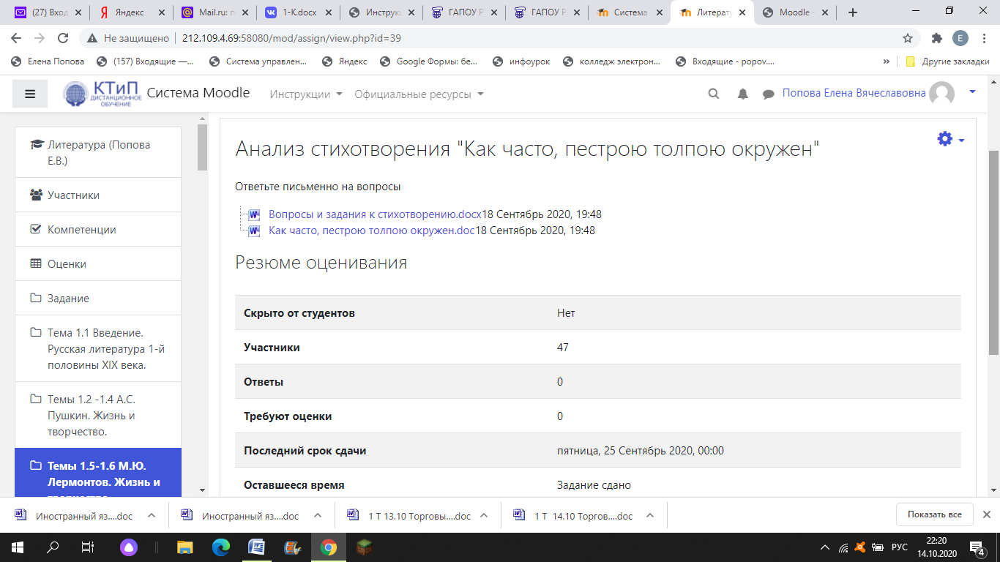 (27) Вход
Яндекс
Mail.ru: п
1-K.docx
Инструкц
ГАПОУ Р
ГАПОУ Р
Система
Литерату
Moodle -
Не защищено
212.109.4.69:58080/mod/assign/view.php?id=39
E
Елена Попова
(157) Входящие —...
Система управлен...
Яндекс
Google Формы: бе...
инфоурок
колледж электрон...
Входящие - popov....
»
Другие закладки
КТиП
ДИСТАНЦИОННОЕ
ОБУЧЕНИЕ
Система Moodle
Инструкции
Официальные ресурсы
Попова Елена Вячеславовна
Литература (Попова
Е.В.)
Участники
Компетенции
Оценки
Задание
Тема 1.1 Введение.
Русская литература 1-й
половины XIX века.
Темы 1.2 -1.4 А.С.
Пушкин. Жизнь и
творчество.
Темы 1.5-1.6 М.Ю.
Лермонтов. Жизнь и
творчество.
Анализ стихотворения "Как часто, пестрою толпою окружен"
Ответьте письменно на вопросы
Вопросы и задания к стихотворению.docx18 Сентябрь 2020, 19:48
Как часто, пестрою толпою окружен.doc18 Сентябрь 2020, 19:48
Резюме оценивания
Скрыто от студентов Нет
Участники 47
Ответы 0
Требуют оценки 0
Последний срок сдачи пятница, 25 Сентябрь 2020, 00:00
Оставшееся время Задание сдано
Иностранный яз....doc
Иностранный яз....doc
1 Т 13.10 Торговы....doc
1 Т 14.10 Торгов....doc
Показать все
РУС
22:20
14.10.2020
4